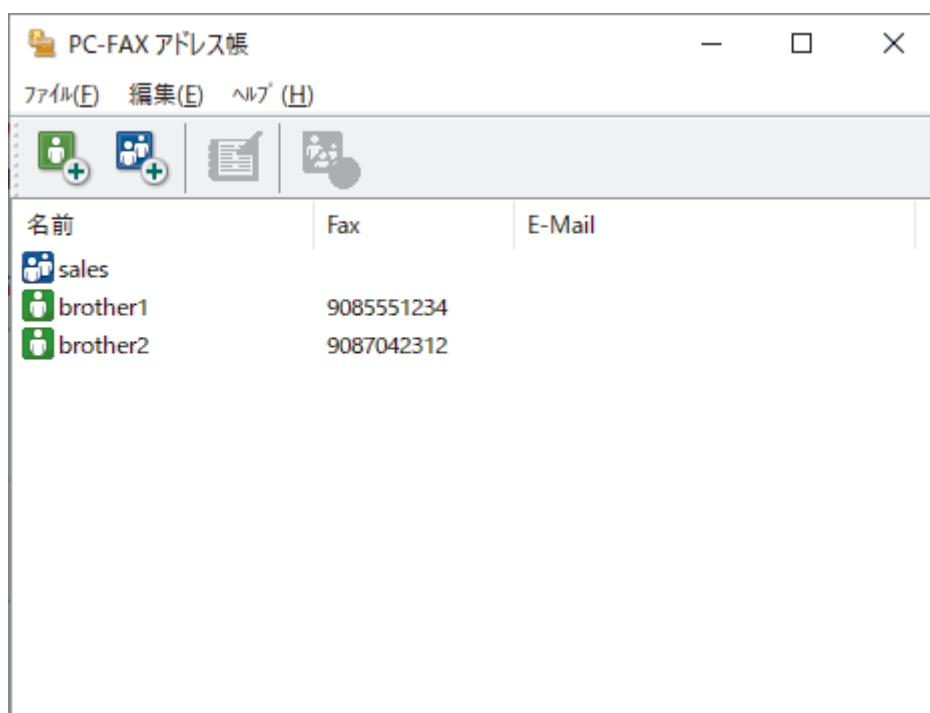 PC-FAX アドレス帳
ﾌｧｲﾙ(F) 編集(E) ﾍﾙﾌﾟ(H)
名前 Fax E-Mail
sales
brother1 9085551234
brother2 9087042312